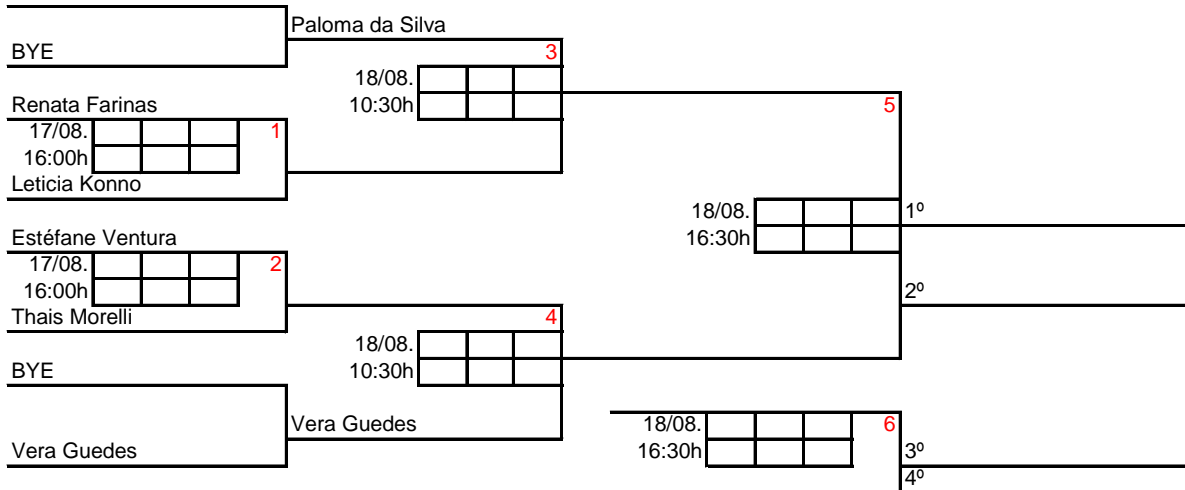 Paloma da Silva
BYE
3
18/08.
10:30h
Renata Farinas
5
17/08.
1
16:00h
Leticia Konno
18/08.
1º
16:30h
Estéfane Ventura
17/08.
2
16:00h
2º
Thais Morelli
4
18/08.
10:30h
BYE
Vera Guedes
18/08.
6
16:30h
Vera Guedes
3º
4º